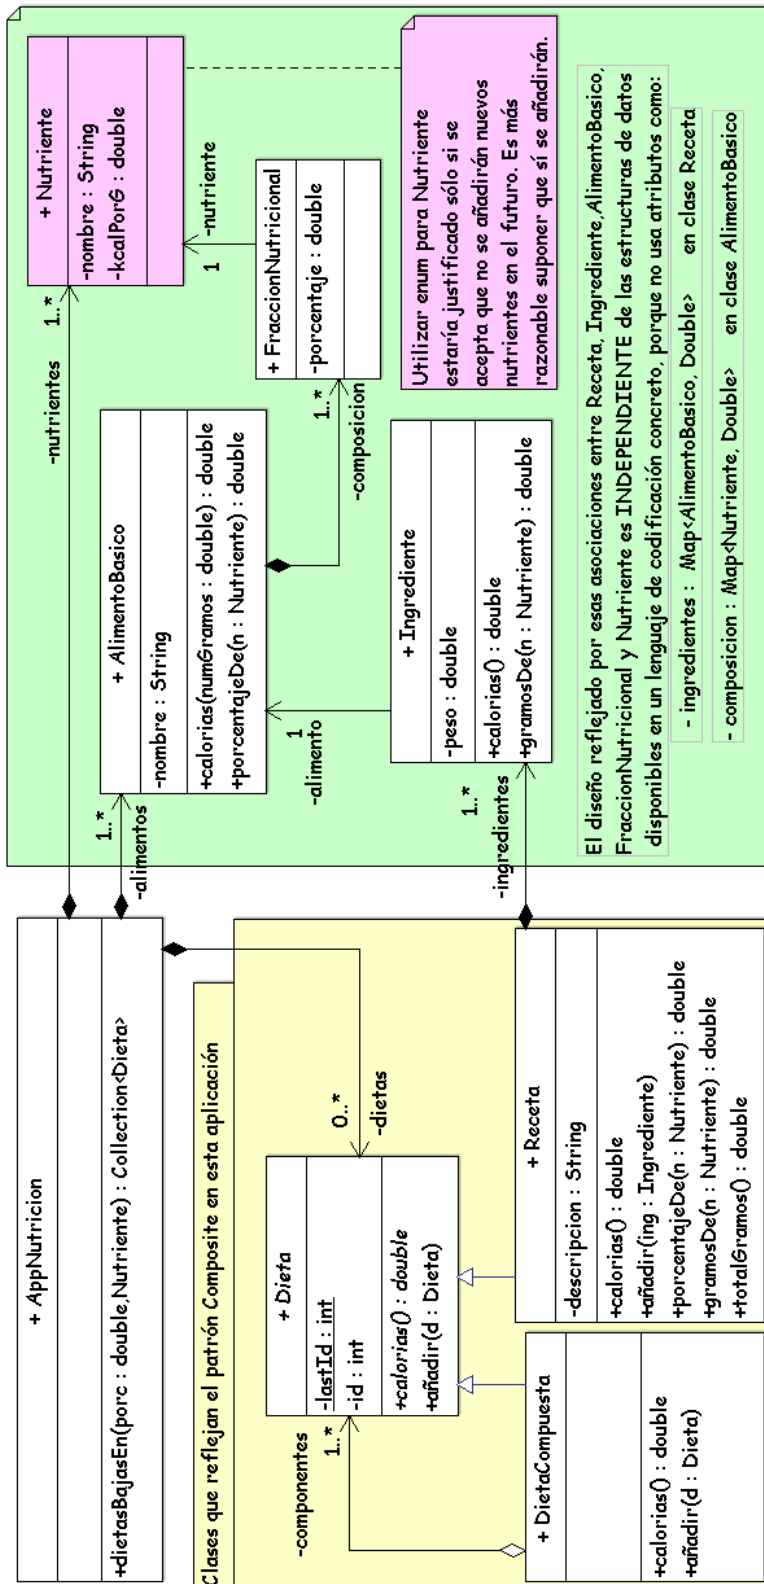 + AppNutricion
+dietasBajasEn(porc : double,Nutriente) : Collection<Dieta>
-nutrientes
1..*
+ Nutriente
-nombre : String
-kcalPorG : double
1..*
-alimentos
+ AlimentoBasico
-nombre : String
+calorias(numGramos : double) : double
+porcentajeDe(n : Nutriente) : double
1
-nutriente
+ FraccionNutricional
-porcentaje : double
1..*
-composicion
1
-alimento
+ Ingrediente
-peso : double
+calorias() : double
+gramosDe(n : Nutriente) : double
Utilizar enum para Nutriente
estaría justificado sólo si se
acepta que no se añadirán nuevos
nutrientes en el futuro. Es más
razonable suponer que sí se añadirán.
1..*
-ingredientes
El diseño reflejado por esas asociaciones entre Receta, Ingrediente,AlimentoBasico,
FraccionNutricional y Nutriente es INDEPENDIENTE de las estructuras de datos
disponibles en un lenguaje de codificación concreto, porque no usa atributos como:
- ingredientes : Map<AlimentoBasico, Double> en clase Receta
- composicion : Map<Nutriente, Double> en clase AlimentoBasico
Clases que reflejan el patrón Composite en esta aplicación
0..*
-dietas
+ Dieta
-lastId : int
-id : int
+calorias() : double
+añadir(d : Dieta)
-componentes
1..*
+ DietaCompuesta
+calorias() : double
+añadir(d : Dieta)
+ Receta
-descripcion : String
+calorias() : double
+añadir(ing : Ingrediente)
+porcentajeDe(n : Nutriente) : double
+gramosDe(n : Nutriente) : double
+totalGramos() : double